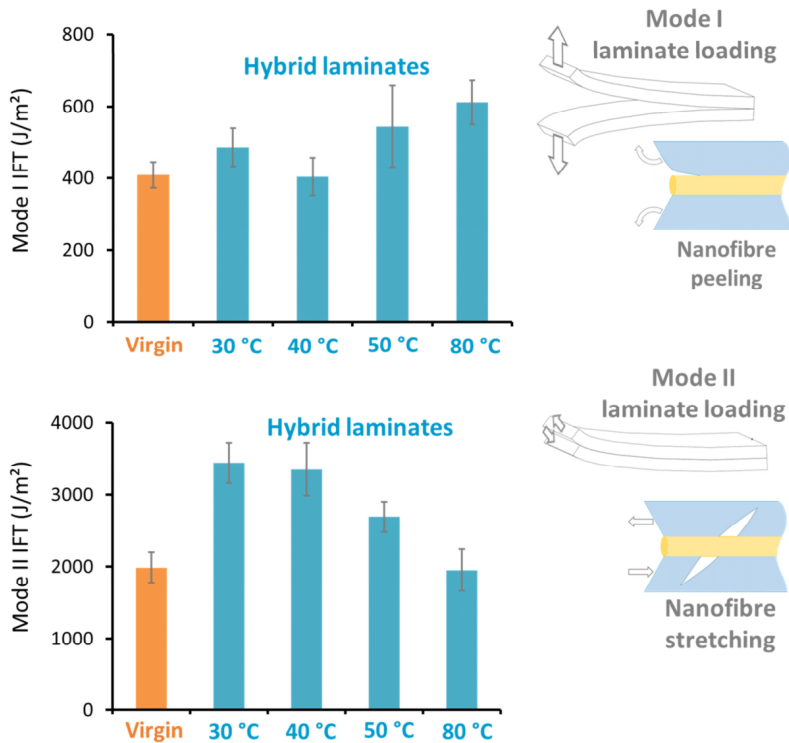 Mode I IFT (J/m²)
800
600
400
200
0
Hybrid laminates
Virgin 30 °C 40 °C 50 °C 80 °C
Mode I
laminate loading
Nanofibre
peeling
Mode II IFT (J/m²)
4000
3000
2000
1000
0
Hybrid laminates
Virgin 30 °C 40 °C 50 °C 80 °C
Mode II
laminate loading
Nanofibre
stretching